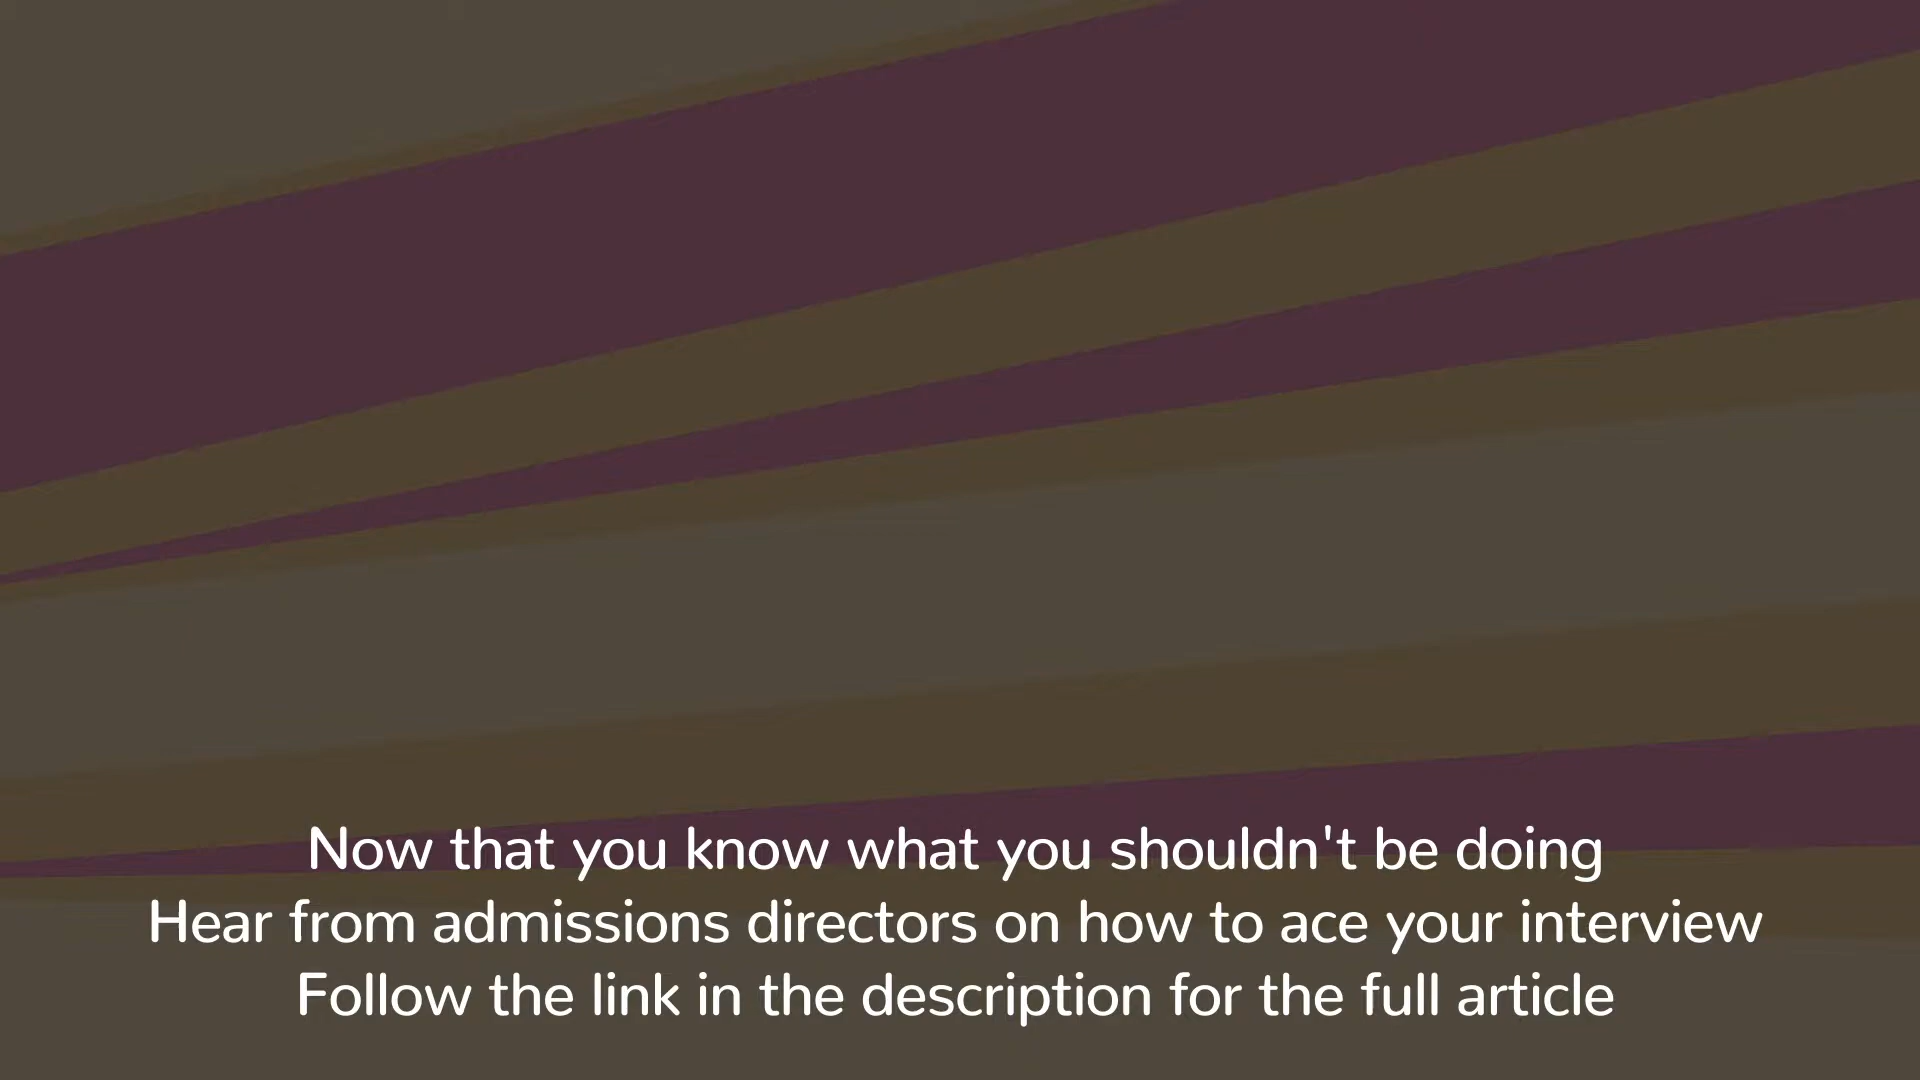 Now that you know what you shouldn't be doing
Hear from admissions directors on how to ace your interview
Follow the link in the description for the full article